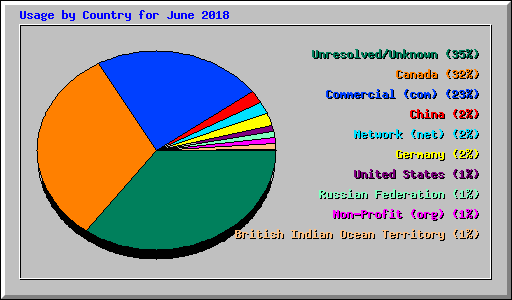 Usage by Country for June 2018
Unresolved/Unknown (35%)
Canada (32%)
Commercial (com) (23%)
China (2%)
Network (net) (2%)
Germany (2%)
United States (1%)
Russian Federation (1%)
Non-Profit (org) (1%)
British Indian Ocean Territory (1%)